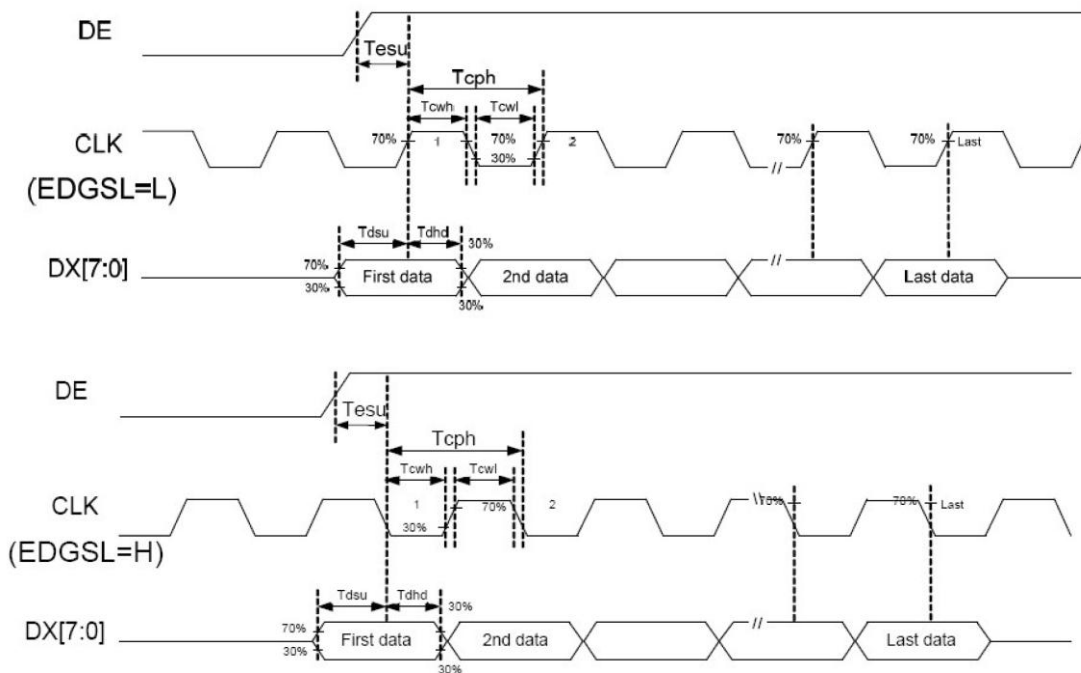 DE
Tesu
Tcph
Tcwh
Tcwl
CLK
70%
1
70%
30%
2
70%
70%
Last
//
(EDGSL=L)
Tdsu
Tdhd
30%
DX[7:0]
70%
30%
First data
2nd data
//
Last data
30%
DE
Tesu
Tcph
Tcwh
Tcwl
CLK
1
30%
70%
2
\\
70%
70%
Last
(EDGSL=H)
Tdsu
Tdhd
30%
DX[7:0]
70%
30%
First data
2nd data
//
Last data
30%